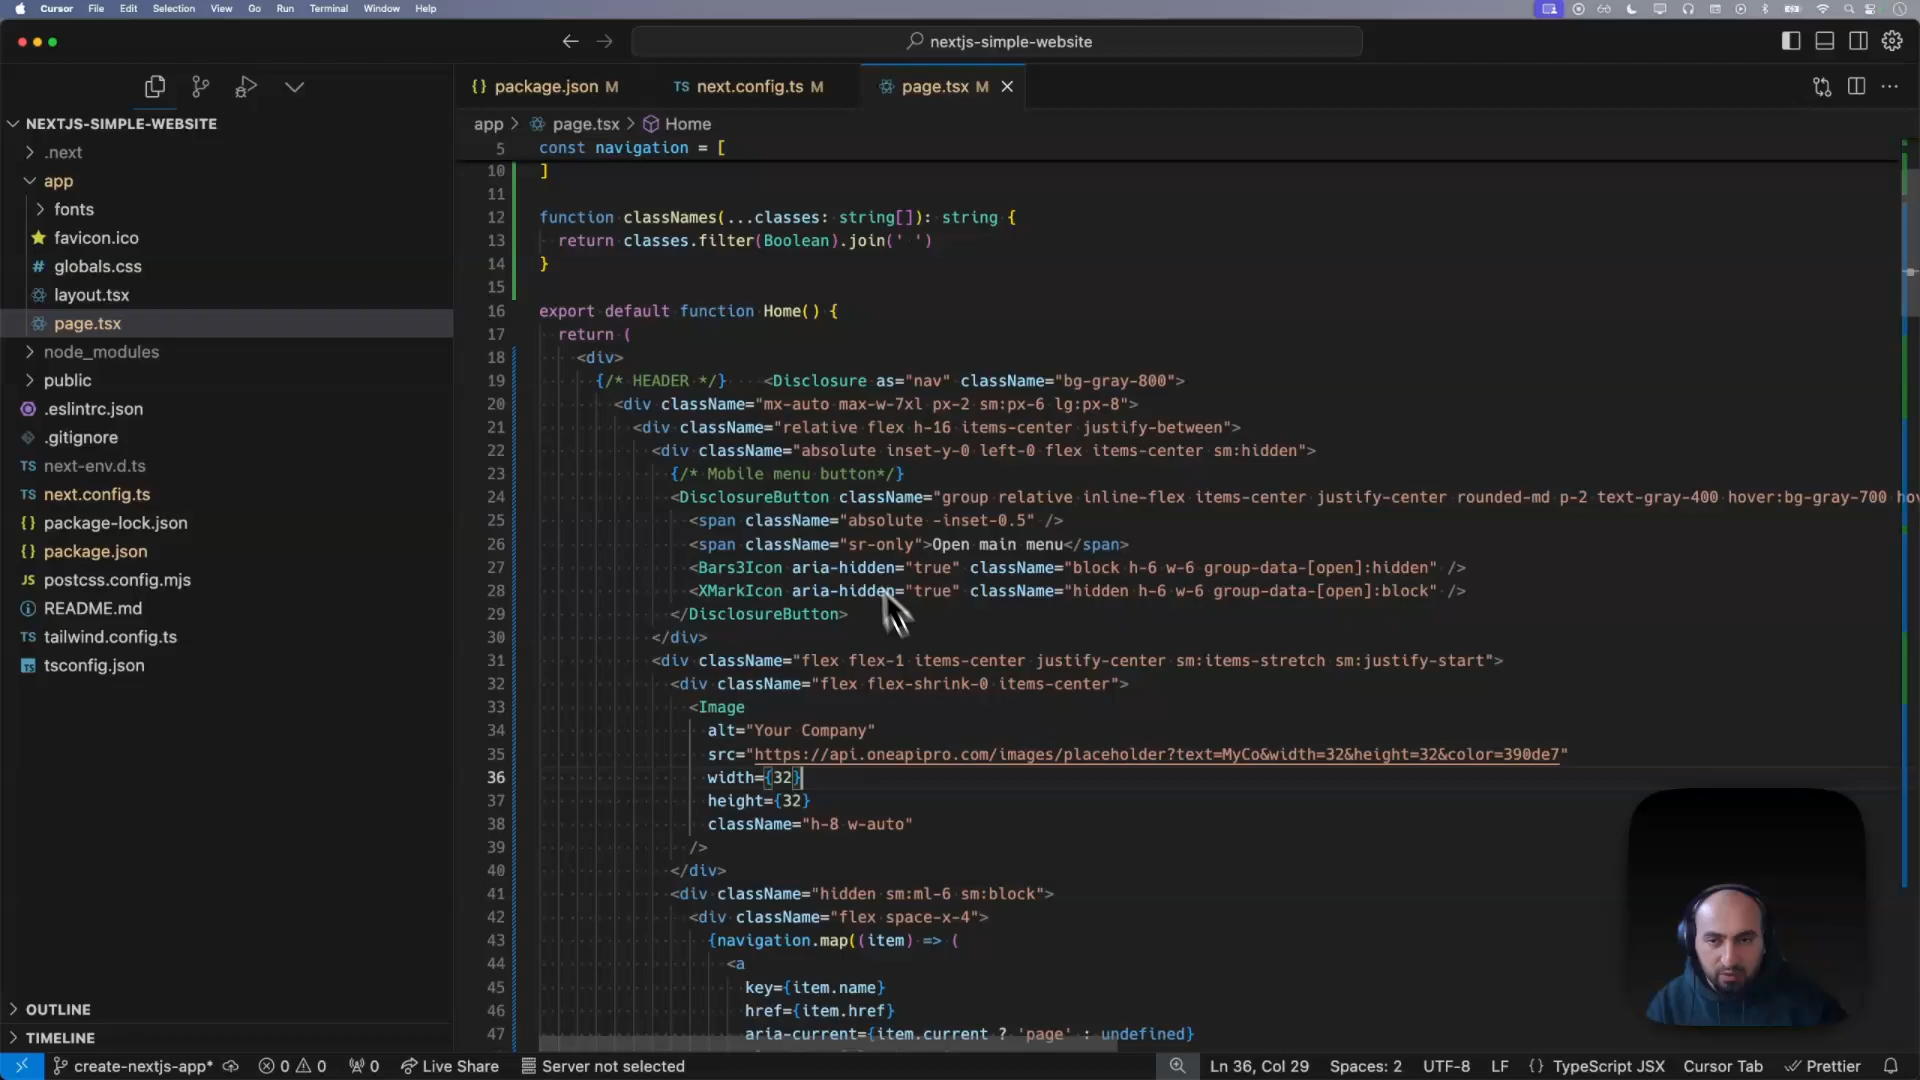 Cursor File Edit Selection View Go Run Terminal Window Help
nextjs-simple-website
NEXTJS-SIMPLE-WEBSITE
.next
app
fonts
favicon.ico
# globals.css
layout.tsx
page.tsx
node_modules
public
.eslintrc.json
.gitignore
TS next-env.d.ts
TS next.config.ts
{} package-lock.json
{} package.json
JS postcss.config.mjs
README.md
TS tailwind.config.ts
TS tsconfig.json
OUTLINE
TIMELINE
{} package.json M TS next.config.ts M page.tsx M
app > page.tsx > Home
5 const navigation = [
10 ]
11
12 function classNames(...classes: string[]): string {
13 return classes.filter(Boolean).join(' ')
14 }
15
16 export default function Home() {
17 return (
18 <div>
19 {/* HEADER */} <Disclosure as="nav" className="bg-gray-800">
20 <div className="mx-auto max-w-7xl px-2 sm:px-6 lg:px-8">
21 <div className="relative flex h-16 items-center justify-between">
22 <div className="absolute inset-y-0 left-0 flex items-center sm:hidden">
23 {/* Mobile menu button*/}
24 <DisclosureButton className="group relative inline-flex items-center justify-center rounded-md p-2 text-gray-400 hover:bg-gray-700 hov
25 <span className="absolute -inset-0.5" />
26 <span className="sr-only">Open main menu</span>
27 <Bars3Icon aria-hidden="true" className="block h-6 w-6 group-data-[open]:hidden" />
28 <XMarkIcon aria-hidden="true" className="hidden h-6 w-6 group-data-[open]:block" />
29 </DisclosureButton>
30 </div>
31 <div className="flex flex-1 items-center justify-center sm:items-stretch sm:justify-start">
32 <div className="flex flex-shrink-0 items-center">
33 <Image
34 alt="Your Company"
35 src="https://api.oneapipro.com/images/placeholder?text=MyCo&width=32&height=32&color=390de7"
36 width={32}
37 height={32}
38 className="h-8 w-auto"
39 />
40 </div>
41 <div className="hidden sm:ml-6 sm:block">
42 <div className="flex space-x-4">
43 {navigation.map((item) => (
44 <a
45 key={item.name}
46 href={item.href}
47 aria-current={item.current ? 'page' : undefined}
create-nextjs-app* 0 0 0 Live Share Server not selected Ln 36, Col 29 Spaces: 2 UTF-8 LF {} TypeScript JSX Cursor Tab Prettier